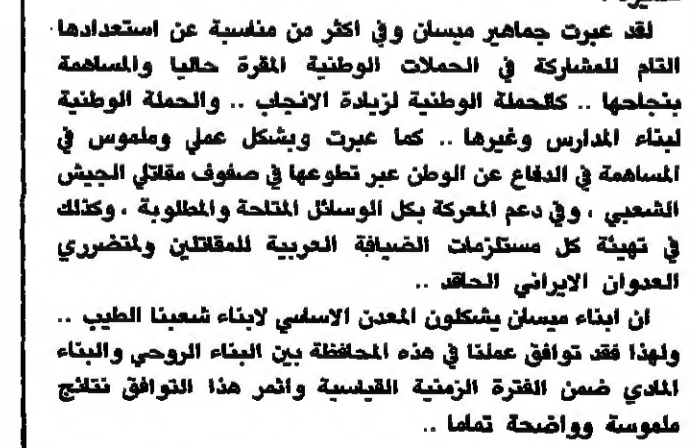 لقد عبرت جماهير ميسان وفي اكثر من مناسبة عن استعدادها
التام للمشاركة في الحملات الوطنية المقرة حاليا والمساهمة
بنجاحها .. كالحملة الوطنية لزيادة الانجاب .. والحملة الوطنية
لبناء المدارس وغيرها .. كما عبرت وبشكل عملي وملموس في
المساهمة في الدفاع عن الوطن عبر تطوعها في صفوف مقاتلي الجيش
الشعبي ، وفي دعم المعركة بكل الوسائل المتاحة والمطلوبة ، وكذلك
في تهيئة كل مستلزمات الضيافة العربية للمقاتلين ولمتضرري
العدوان الايراني الحاقد ..
ان ابناء ميسان يشكلون المعدن الاساسي لابناء شعبنا الطيب ..
ولهذا فقد توافق عملنا في هذه المحافظة بين البناء الروحي والبناء
المادي ضمن الفترة الزمنية القياسية واثمر هذا التوافق نتائج
ملموسة وواضحة تماما ..